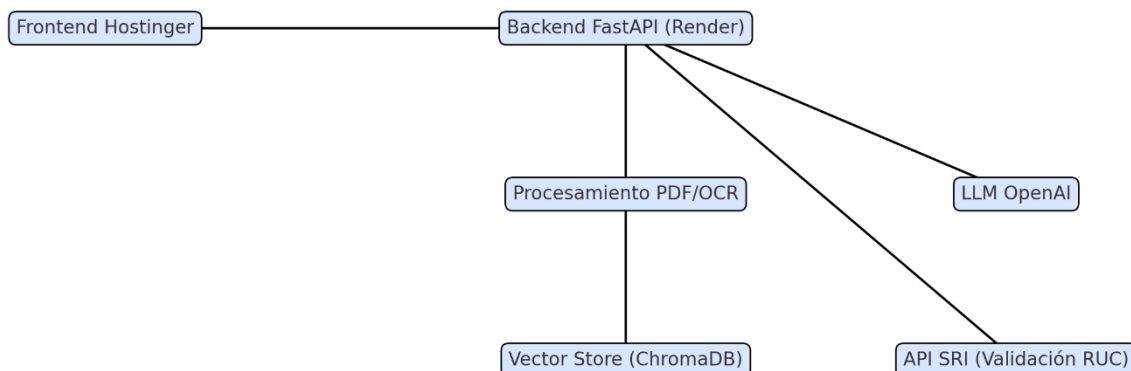 Frontend Hostinger
Backend FastAPI (Render)
Procesamiento PDF/OCR
LLM OpenAI
Vector Store (ChromaDB)
API SRI (Validación RUC)